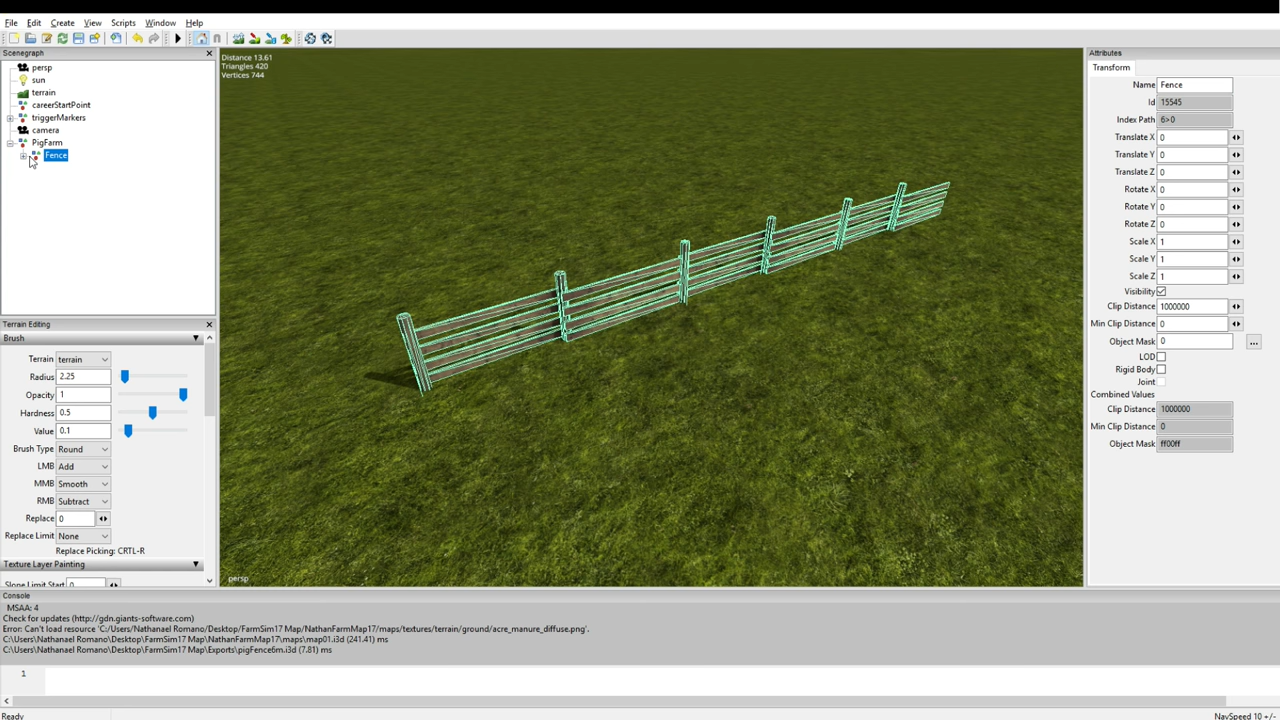 File Edit Create View Scripts Window Help
Scenegraph
persp
sun
terrain
careerStartPoint
triggerMarkers
camera
PigFarm
Fence
Terrain Editing
Brush
Terrain terrain
Radius 2.25
Opacity 1
Hardness 0.5
Value 0.1
Brush Type Round
LMB Add
MMB Smooth
RMB Subtract
Replace 0
Replace Limit None
Replace Picking: CRTL-R
Texture Layer Painting
Slope Limit Start 0
Distance 13.61
Triangles 420
Vertices 744
persp
Attributes
Transform
Name Fence
Id 15545
Index Path 6>0
Translate X 0
Translate Y 0
Translate Z 0
Rotate X 0
Rotate Y 0
Rotate Z 0
Scale X 1
Scale Y 1
Scale Z 1
Visibility
Clip Distance 1000000
Min Clip Distance 0
Object Mask 0 ...
LOD
Rigid Body
Joint
Combined Values
Clip Distance 1000000
Min Clip Distance 0
Object Mask ff00ff
Console
MSAA: 4
Check for updates (http://gdn.giants-software.com)
Error: Can't load resource 'C:/Users/Nathanael Romano/Desktop/FarmSim17 Map/NathanFarmMap17/maps/textures/terrain/ground/acre_manure_diffuse.png'.
C:\Users\Nathanael Romano\Desktop\FarmSim17 Map\NathanFarmMap17\maps\map01.i3d (241.41) ms
C:\Users\Nathanael Romano\Desktop\FarmSim17 Map\Exports\pigFence6m.i3d (7.81) ms
1
Ready NavSpeed 10 +/-